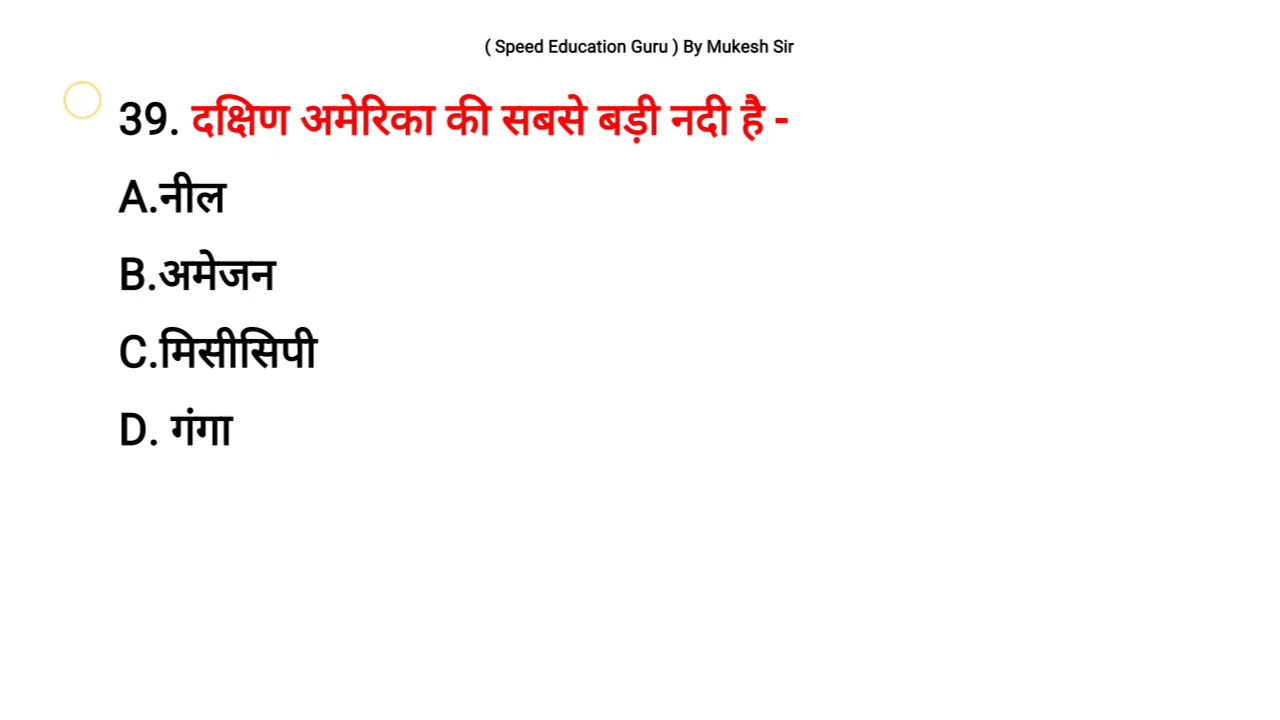 ( Speed Education Guru ) By Mukesh Sir
39. दक्षिण अमेरिका की सबसे बड़ी नदी है -
A.नील
B.अमेजन
C.मिसीसिपी
D. गंगा